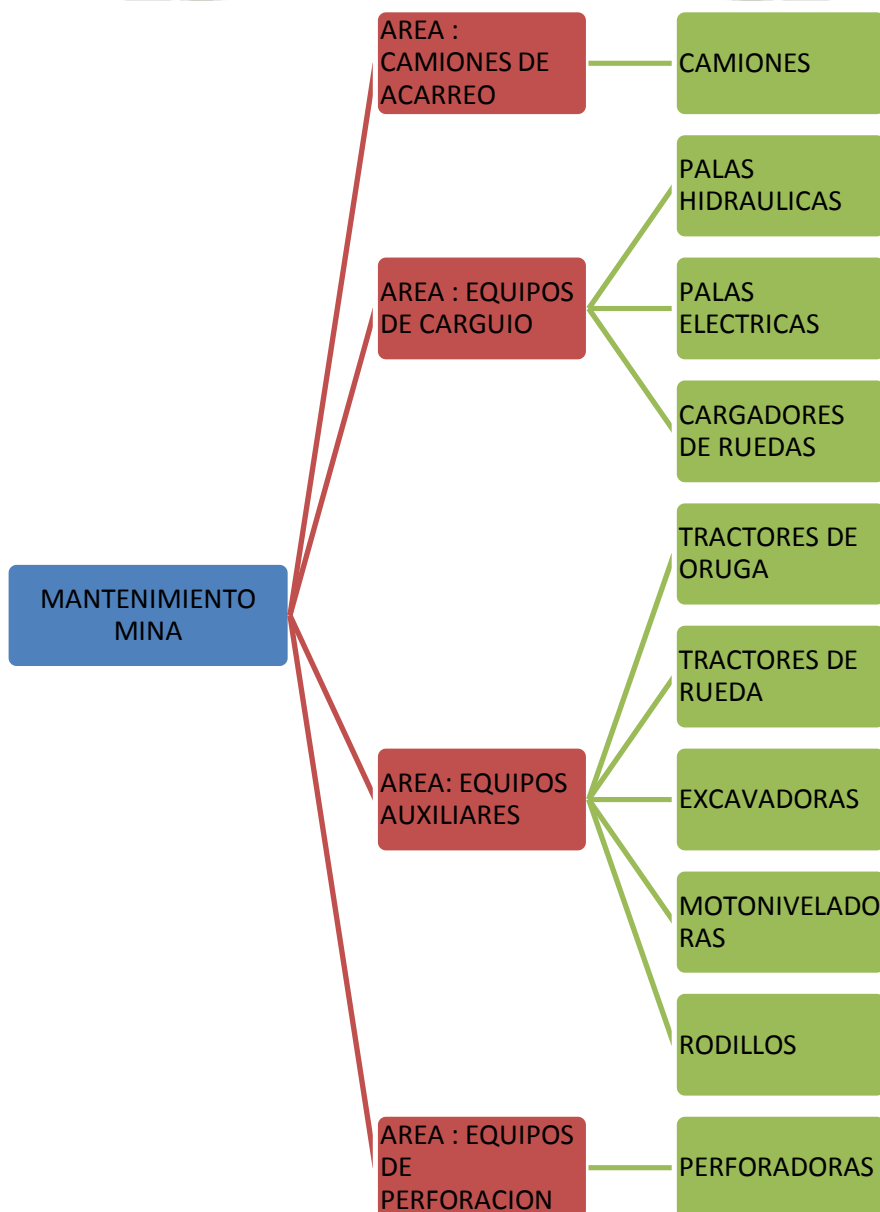 AREA :
CAMIONES DE
ACARREO
CAMIONES
PALAS
HIDRAULICAS
AREA : EQUIPOS
DE CARGUIO
PALAS
ELECTRICAS
CARGADORES
DE RUEDAS
MANTENIMIENTO
MINA
TRACTORES DE
ORUGA
TRACTORES DE
RUEDA
AREA: EQUIPOS
AUXILIARES
EXCAVADORAS
MOTONIVELADO
RAS
RODILLOS
AREA : EQUIPOS
DE
PERFORACION
PERFORADORAS